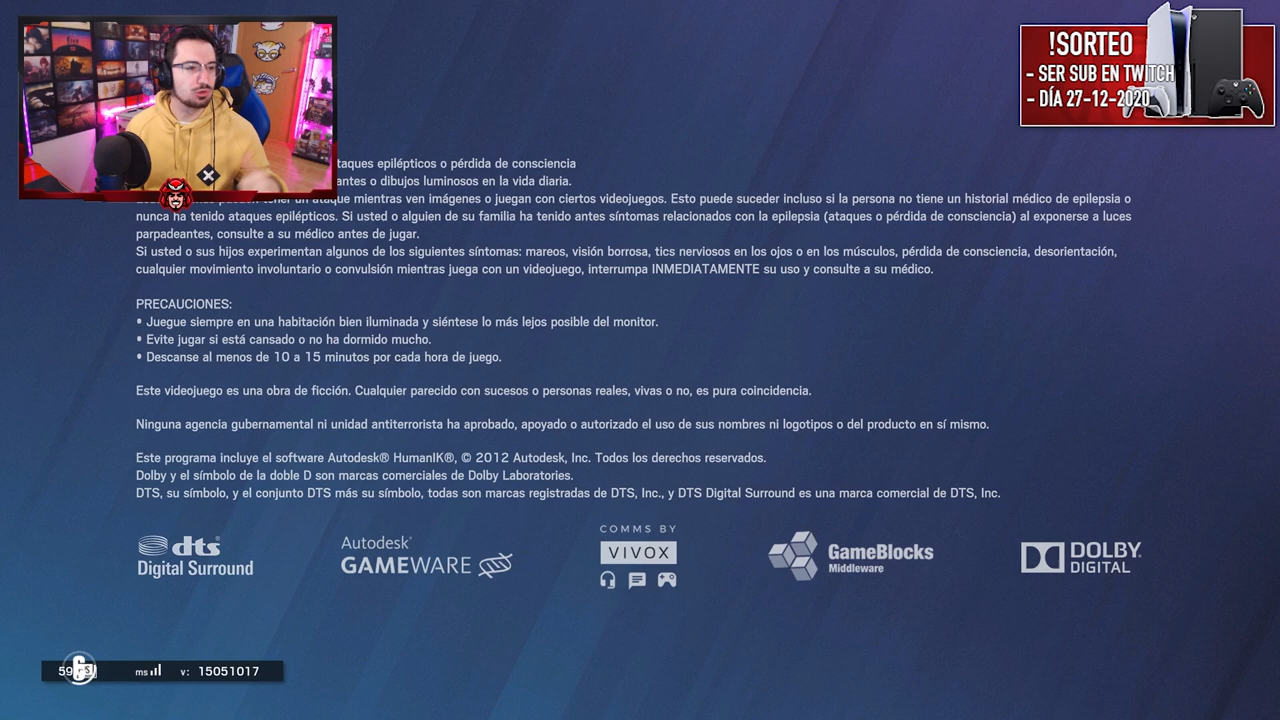 !SORTEO
- SER SUB EN TWITCH
- DÍA 27-12-2020
taques epilépticos o pérdida de consciencia
antes o dibujos luminosos en la vida diaria.
un ataque mientras ven imágenes o juegan con ciertos videojuegos. Esto puede suceder incluso si la persona no tiene un historial médico de epilepsia o
nunca ha tenido ataques epilépticos. Si usted o alguien de su familia ha tenido antes síntomas relacionados con la epilepsia (ataques o pérdida de consciencia) al exponerse a luces
parpadeantes, consulte a su médico antes de jugar.
Si usted o sus hijos experimentan algunos de los siguientes síntomas: mareos, visión borrosa, tics nerviosos en los ojos o en los músculos, pérdida de consciencia, desorientación,
cualquier movimiento involuntario o convulsión mientras juega con un videojuego, interrumpa INMEDIATAMENTE su uso y consulte a su médico.
PRECAUCIONES:
• Juegue siempre en una habitación bien iluminada y siéntese lo más lejos posible del monitor.
• Evite jugar si está cansado o no ha dormido mucho.
• Descanse al menos de 10 a 15 minutos por cada hora de juego.
Este videojuego es una obra de ficción. Cualquier parecido con sucesos o personas reales, vivas o no, es pura coincidencia.
Ninguna agencia gubernamental ni unidad antiterrorista ha aprobado, apoyado o autorizado el uso de sus nombres ni logotipos o del producto en sí mismo.
Este programa incluye el software Autodesk® HumanIK®, © 2012 Autodesk, Inc. Todos los derechos reservados.
Dolby y el símbolo de la doble D son marcas comerciales de Dolby Laboratories.
DTS, su símbolo, y el conjunto DTS más su símbolo, todas son marcas registradas de DTS, Inc., y DTS Digital Surround es una marca comercial de DTS, Inc.
dts
Digital Surround
Autodesk®
GAMEWARE
COMMS BY
VIVOX
GameBlocks
Middleware
DOLBY
DIGITAL
59 ms v: 15051017